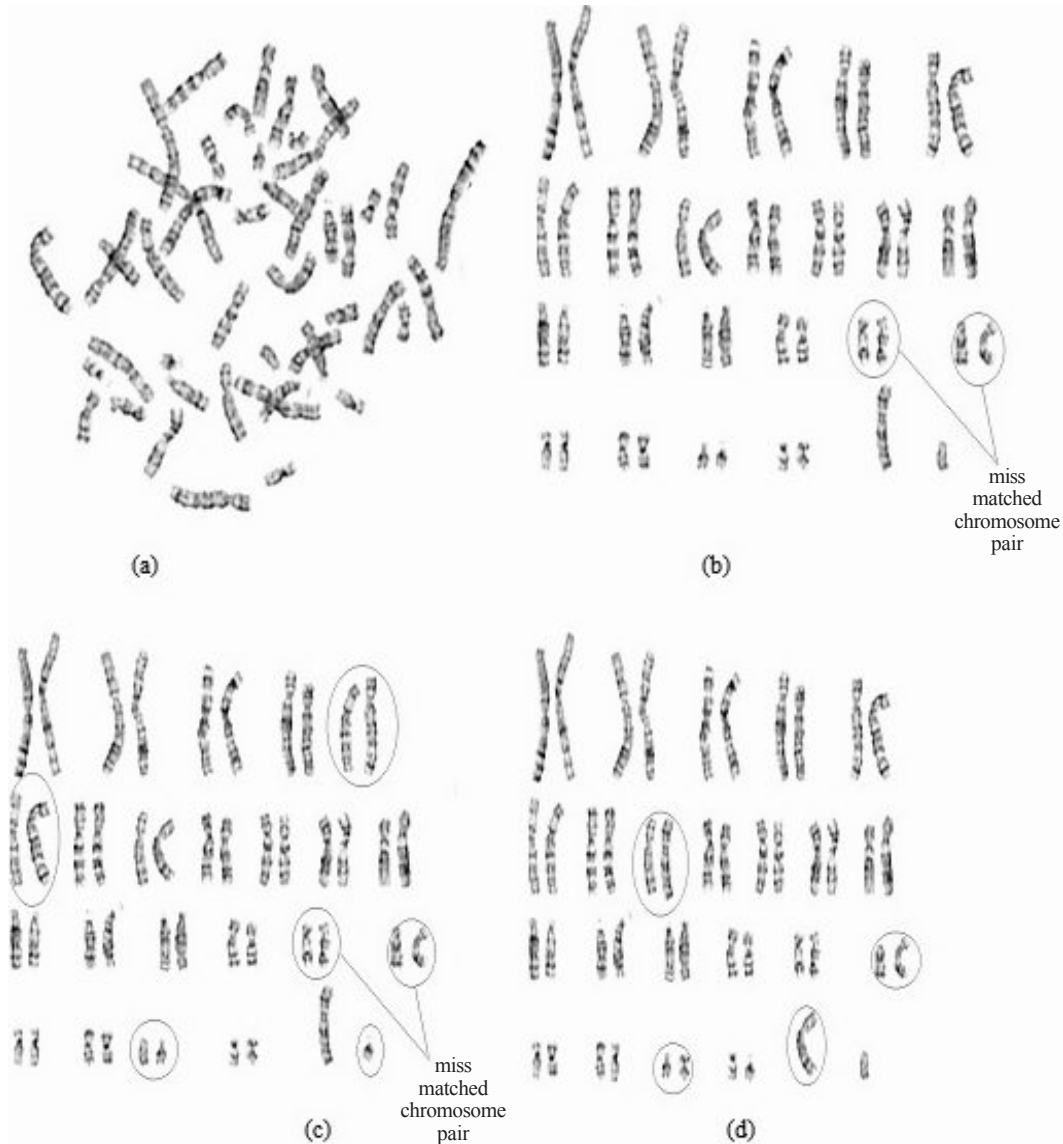 miss
matched
chromosome
pair
(a)
(b)
miss
matched
chromosome
pair
(c)
(d)